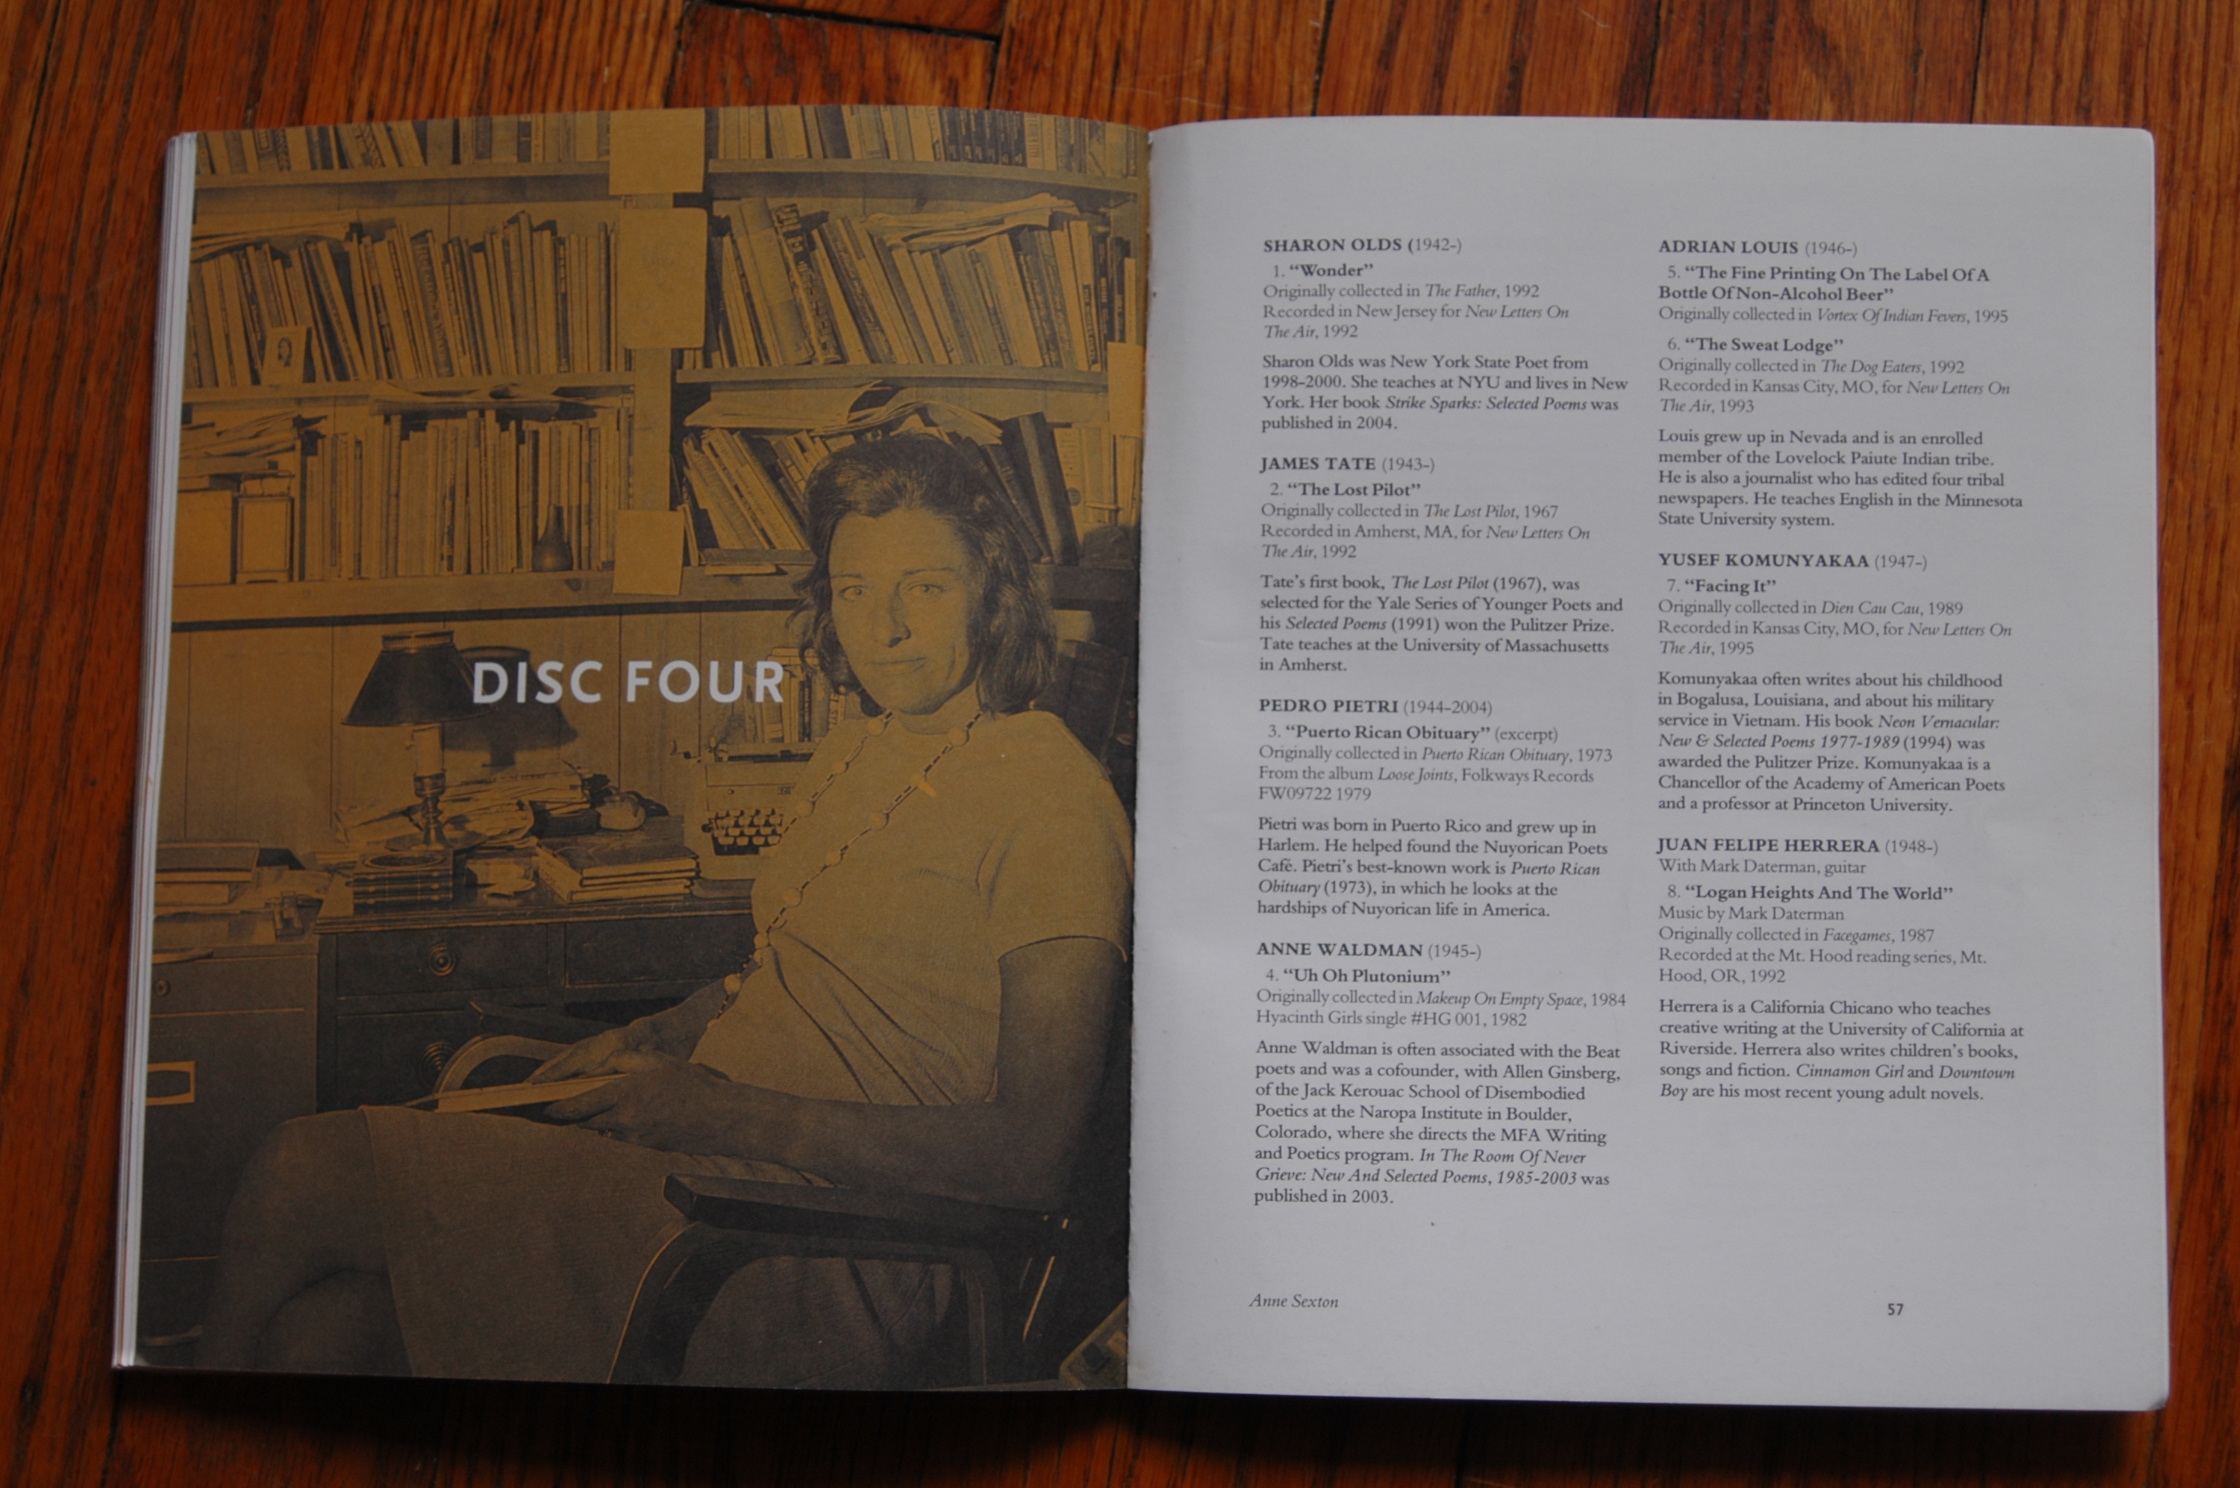 DISC FOUR
SHARON OLDS (1942-)
1. “Wonder”
Originally collected in The Father, 1992
Recorded in New Jersey for New Letters On
The Air, 1992
Sharon Olds was New York State Poet from
1998-2000. She teaches at NYU and lives in New
York. Her book Strike Sparks: Selected Poems was
published in 2004.
JAMES TATE (1943-)
2. “The Lost Pilot”
Originally collected in The Lost Pilot, 1967
Recorded in Amherst, MA, for New Letters On
The Air, 1992
Tate’s first book, The Lost Pilot (1967), was
selected for the Yale Series of Younger Poets and
his Selected Poems (1991) won the Pulitzer Prize.
Tate teaches at the University of Massachusetts
in Amherst.
PEDRO PIETRI (1944-2004)
3. “Puerto Rican Obituary” (excerpt)
Originally collected in Puerto Rican Obituary, 1973
From the album Loose Joints, Folkways Records
FW09722 1979
Pietri was born in Puerto Rico and grew up in
Harlem. He helped found the Nuyorican Poets
Café. Pietri’s best-known work is Puerto Rican
Obituary (1973), in which he looks at the
hardships of Nuyorican life in America.
ANNE WALDMAN (1945-)
4. “Uh Oh Plutonium”
Originally collected in Makeup On Empty Space, 1984
Hyacinth Girls single #HG 001, 1982
Anne Waldman is often associated with the Beat
poets and was a cofounder, with Allen Ginsberg,
of the Jack Kerouac School of Disembodied
Poetics at the Naropa Institute in Boulder,
Colorado, where she directs the MFA Writing
and Poetics program. In The Room Of Never
Grieve: New And Selected Poems, 1985-2003 was
published in 2003.
Anne Sexton
ADRIAN LOUIS (1946-)
5. “The Fine Printing On The Label Of A
Bottle Of Non-Alcohol Beer”
Originally collected in Vortex Of Indian Fevers, 1995
6. “The Sweat Lodge”
Originally collected in The Dog Eaters, 1992
Recorded in Kansas City, MO, for New Letters On
The Air, 1993
Louis grew up in Nevada and is an enrolled
member of the Lovelock Paiute Indian tribe.
He is also a journalist who has edited four tribal
newspapers. He teaches English in the Minnesota
State University system.
YUSEF KOMUNYAKAA (1947-)
7. “Facing It”
Originally collected in Dien Cau Cau, 1989
Recorded in Kansas City, MO, for New Letters On
The Air, 1995
Komunyakaa often writes about his childhood
in Bogalusa, Louisiana, and about his military
service in Vietnam. His book Neon Vernacular:
New & Selected Poems 1977-1989 (1994) was
awarded the Pulitzer Prize. Komunyakaa is a
Chancellor of the Academy of American Poets
and a professor at Princeton University.
JUAN FELIPE HERRERA (1948-)
With Mark Daterman, guitar
8. “Logan Heights And The World”
Music by Mark Daterman
Originally collected in Facegames, 1987
Recorded at the Mt. Hood reading series, Mt.
Hood, OR, 1992
Herrera is a California Chicano who teaches
creative writing at the University of California at
Riverside. Herrera also writes children’s books,
songs and fiction. Cinnamon Girl and Downtown
Boy are his most recent young adult novels.
57